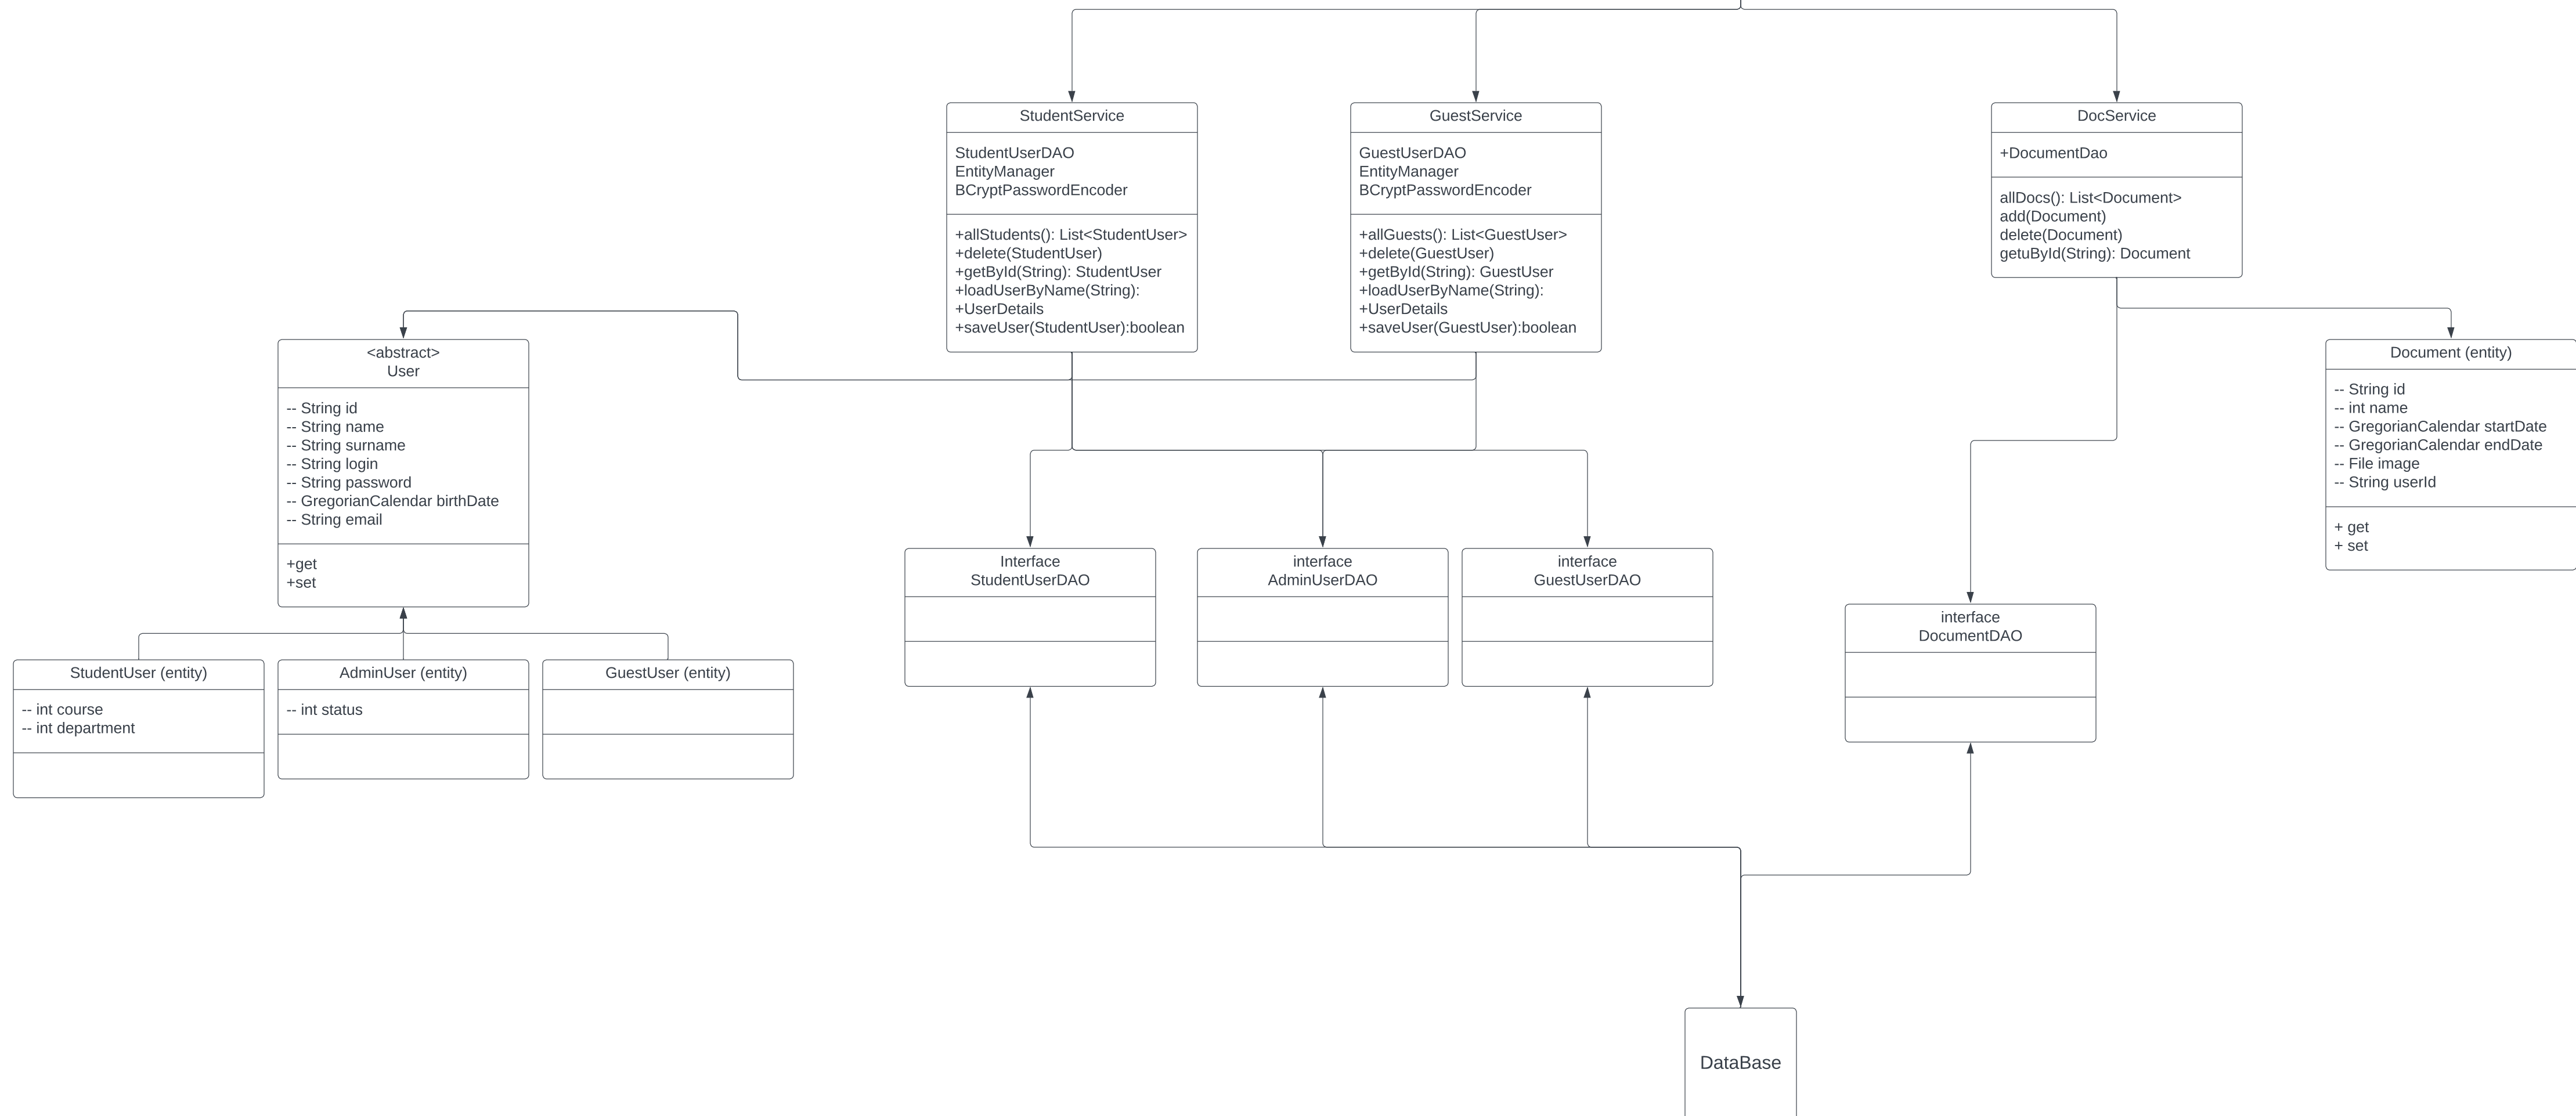 StudentService
StudentUserDAO
EntityManager
BCryptPasswordEncoder
+allStudents(): List<StudentUser>
+delete(StudentUser)
+getById(String): StudentUser
+loadUserByName(String):
+UserDetails
+saveUser(StudentUser):boolean
GuestService
GuestUserDAO
EntityManager
BCryptPasswordEncoder
+allGuests(): List<GuestUser>
+delete(GuestUser)
+getById(String): GuestUser
+loadUserByName(String):
+UserDetails
+saveUser(GuestUser):boolean
DocService
+DocumentDao
allDocs(): List<Document>
add(Document)
delete(Document)
getuById(String): Document
<abstract>
User
-- String id
-- String name
-- String surname
-- String login
-- String password
-- GregorianCalendar birthDate
-- String email
+get
+set
Document (entity)
-- String id
-- int name
-- GregorianCalendar startDate
-- GregorianCalendar endDate
-- File image
-- String userId
+ get
+ set
Interface
StudentUserDAO
interface
AdminUserDAO
interface
GuestUserDAO
interface
DocumentDAO
StudentUser (entity)
-- int course
-- int department
AdminUser (entity)
-- int status
GuestUser (entity)
DataBase